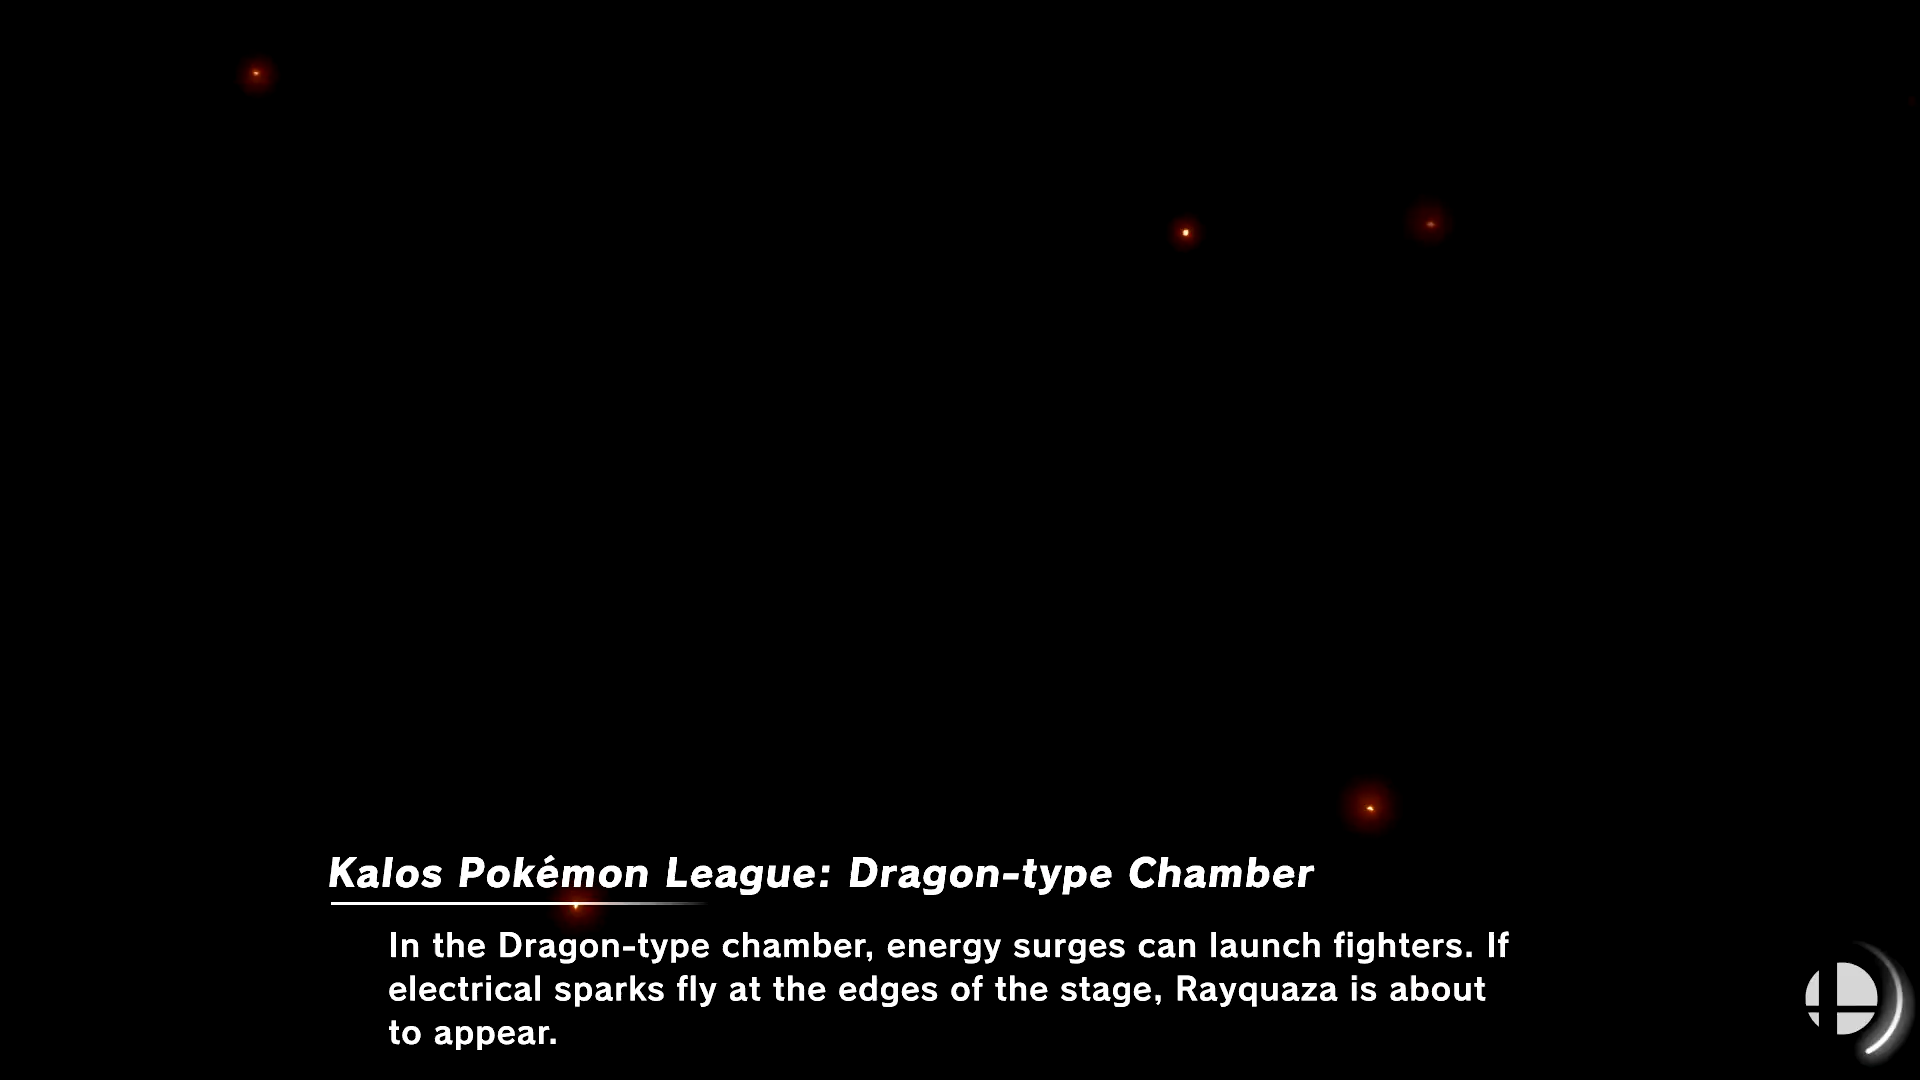 Kalos Pokémon League: Dragon-type Chamber
In the Dragon-type chamber, energy surges can launch fighters. If
electrical sparks fly at the edges of the stage, Rayquaza is about
to appear.